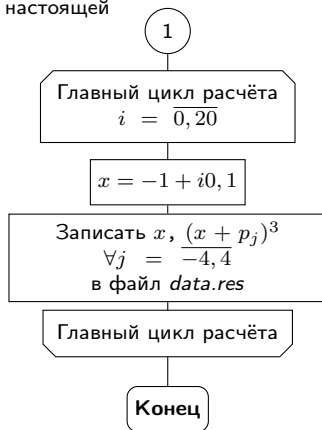 настоящей
1
Главный цикл расчёта
i = 0, 20
x = −1 + i0, 1
Записать x, (x + p_j)^3
∀j = −4, 4
в файл data.res
Главный цикл расчёта
Конец